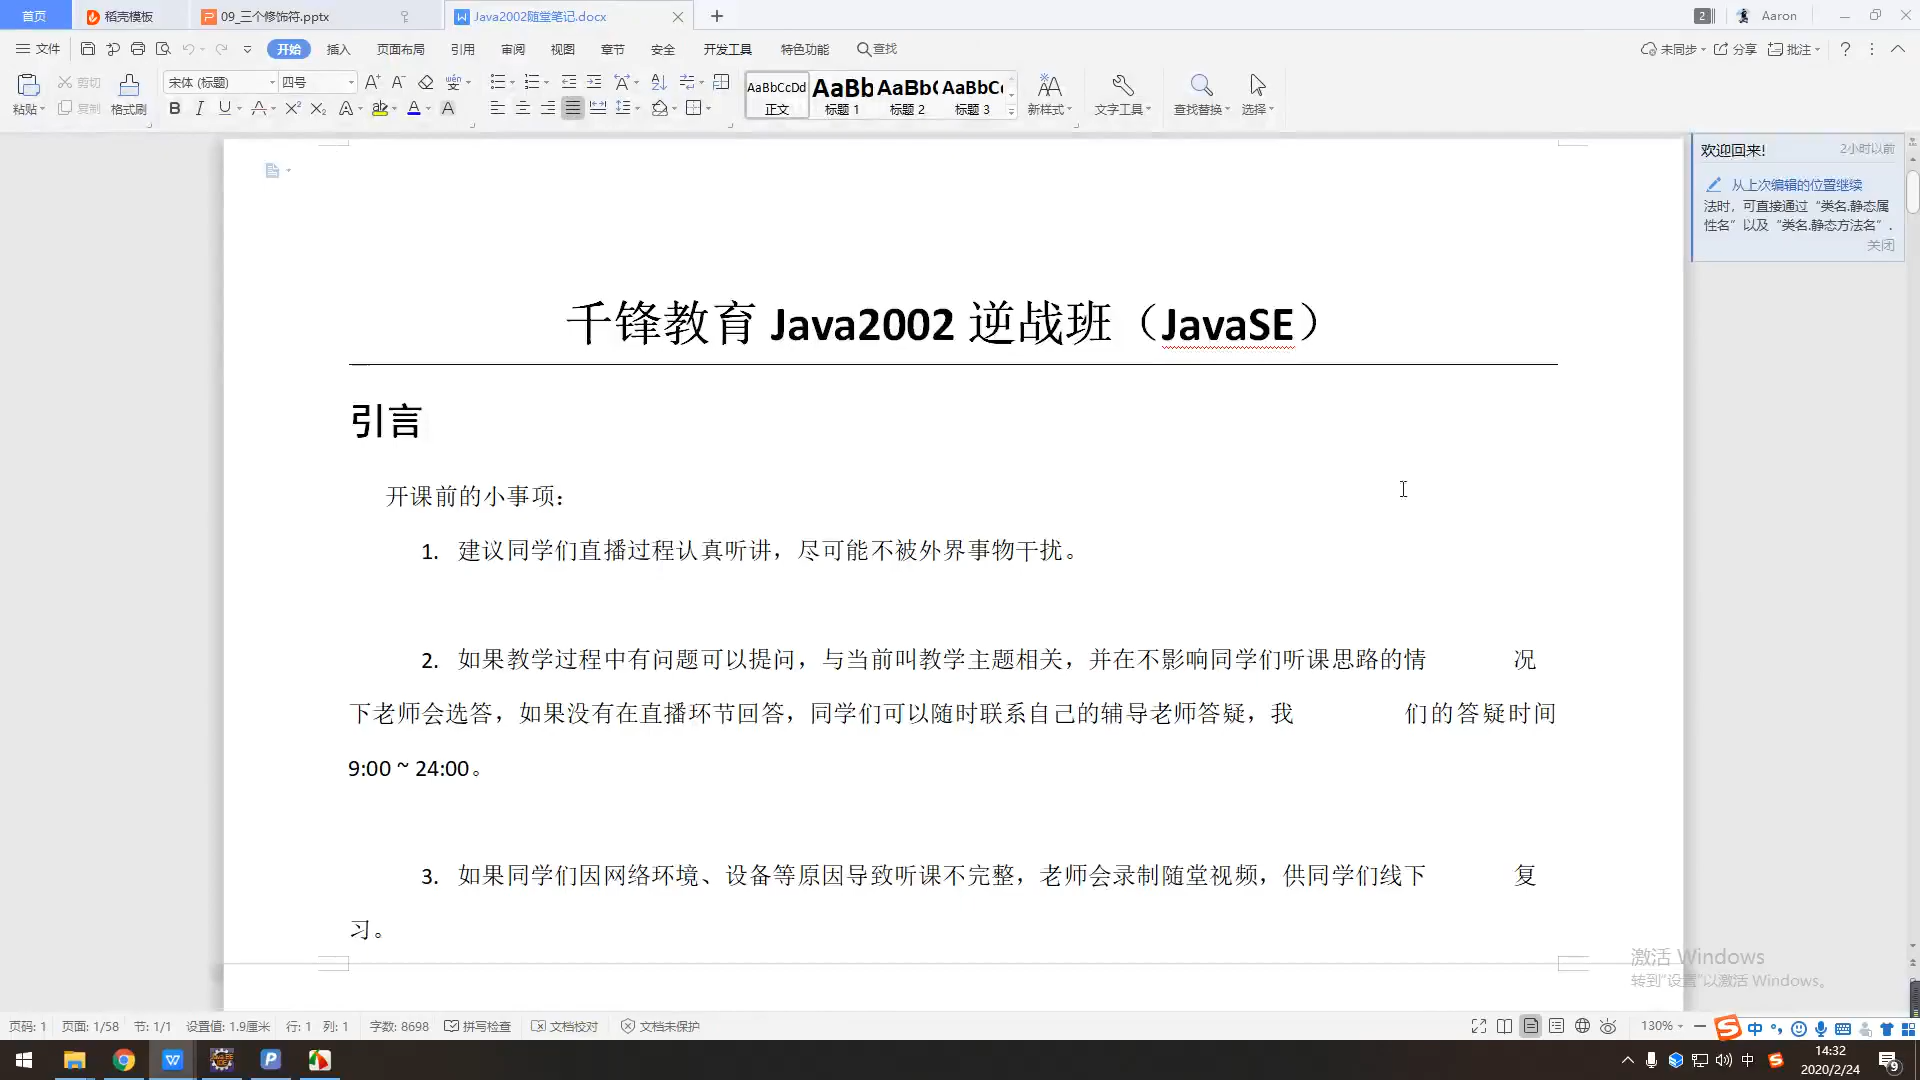 首页 稻壳模板 09_三个修饰符.pptx Java2002随堂笔记.docx 2 Aaron
文件 开始 插入 页面布局 引用 审阅 视图 章节 安全 开发工具 特色功能 查找 未同步 分享 批注
粘贴 剪切 复制 格式刷 宋体 (标题) 四号
AaBbCcDd AaBb AaBb( AaBbC
正文 标题 1 标题 2 标题 3 新样式 文字工具 查找替换 选择
欢迎回来! 2小时以前
从上次编辑的位置继续
法时，可直接通过“类名.静态属
性名”以及“类名.静态方法名”.
关闭
千锋教育 Java2002 逆战班（JavaSE）
引言
开课前的小事项：
1. 建议同学们直播过程认真听讲，尽可能不被外界事物干扰。
2. 如果教学过程中有问题可以提问，与当前叫教学主题相关，并在不影响同学们听课思路的情 况
下老师会选答，如果没有在直播环节回答，同学们可以随时联系自己的辅导老师答疑，我 们的答疑时间
9:00 ~ 24:00。
3. 如果同学们因网络环境、设备等原因导致听课不完整，老师会录制随堂视频，供同学们线下 复
习。
激活 Windows
转到“设置”以激活 Windows。
页码: 1 页面: 1/58 节: 1/1 设置值: 1.9厘米 行: 1 列: 1 字数: 8698 拼写检查 文档校对 文档未保护 130% 中
中 14:32
2020/2/24 9